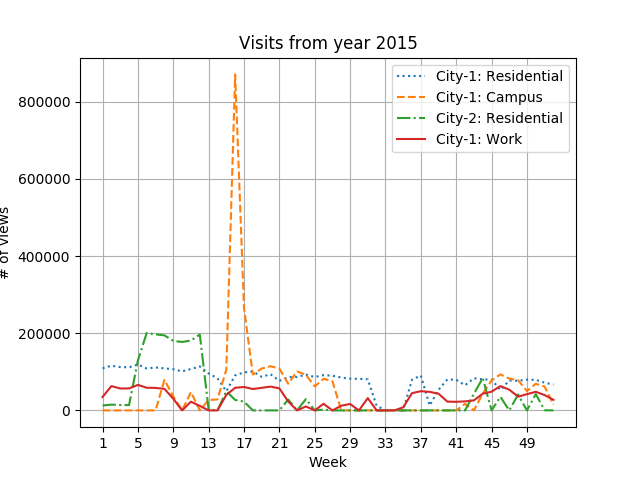 Visits from year 2015
# of views
800000
600000
400000
200000
0
City-1: Residential
City-1: Campus
City-2: Residential
City-1: Work
1 5 9 13 17 21 25 29 33 37 41 45 49
Week